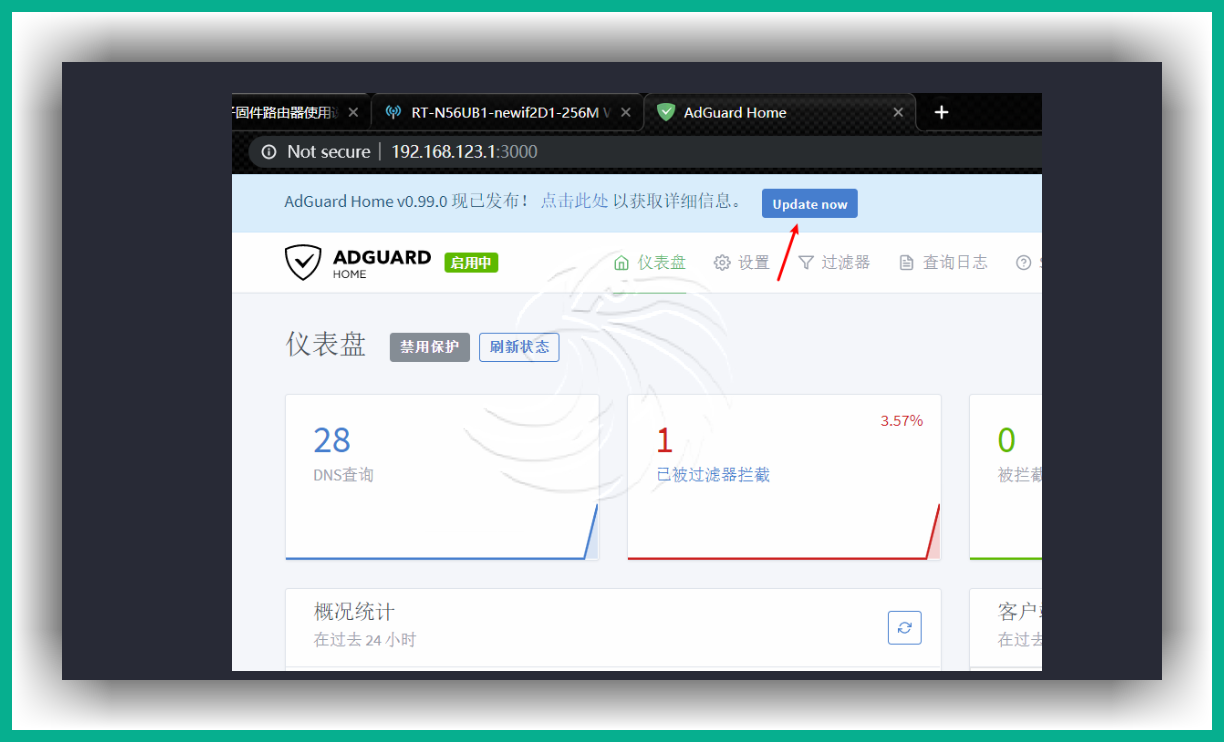 固件路由器使用
RT-N56UB1-newif2D1-256M
AdGuard Home
Not secure
192.168.123.1:3000
AdGuard Home v0.99.0 现已发布! 点击此处 以获取详细信息。
Update now
ADGUARD
HOME
启用中
仪表盘
设置
过滤器
查询日志
仪表盘
禁用保护
刷新状态
28
DNS查询
3.57%
1
已被过滤器拦截
0
被拦截
概况统计
在过去 24 小时
客户
在过去